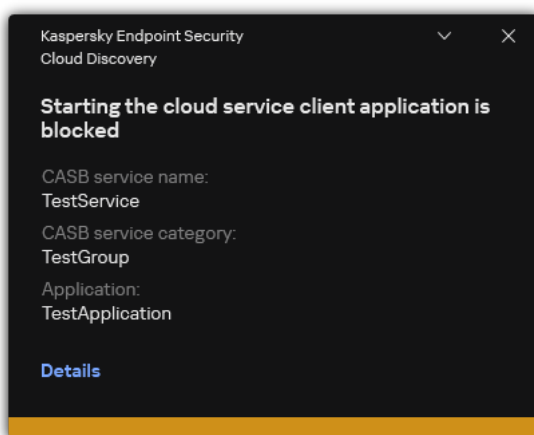 Kaspersky Endpoint Security
Cloud Discovery
Starting the cloud service client application is
blocked
CASB service name:
TestService
CASB service category:
TestGroup
Application:
TestApplication
Details